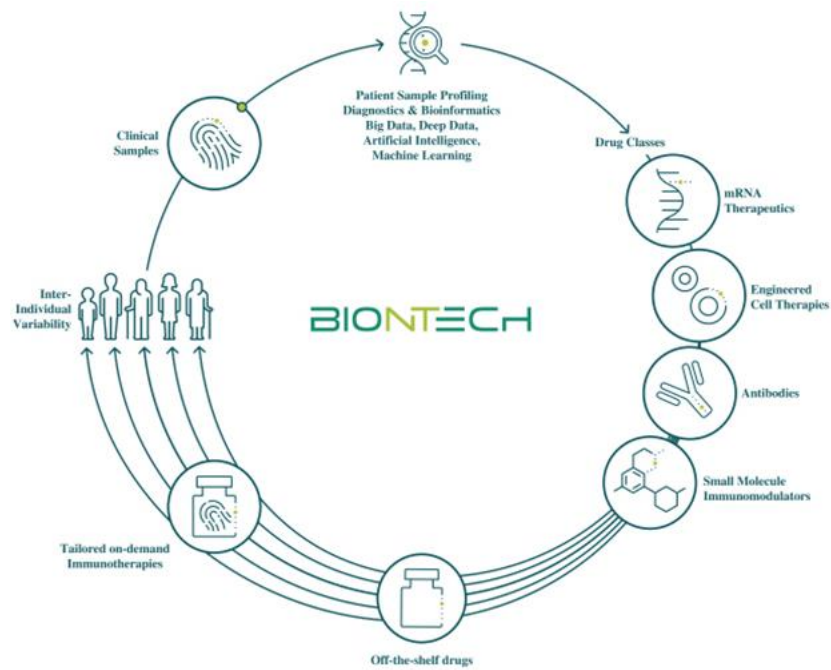 Patient Sample Profiling
Diagnostics & Bioinformatics
Big Data, Deep Data,
Artificial Intelligence,
Machine Learning
Clinical
Samples
Drug Classes
mRNA
Therapeutics
Inter-
Individual
Variability
BIONTECH
Engineered
Cell Therapies
Antibodies
Small Molecule
Immunomodulators
Tailored on-demand
Immunotherapies
Off-the-shelf drugs